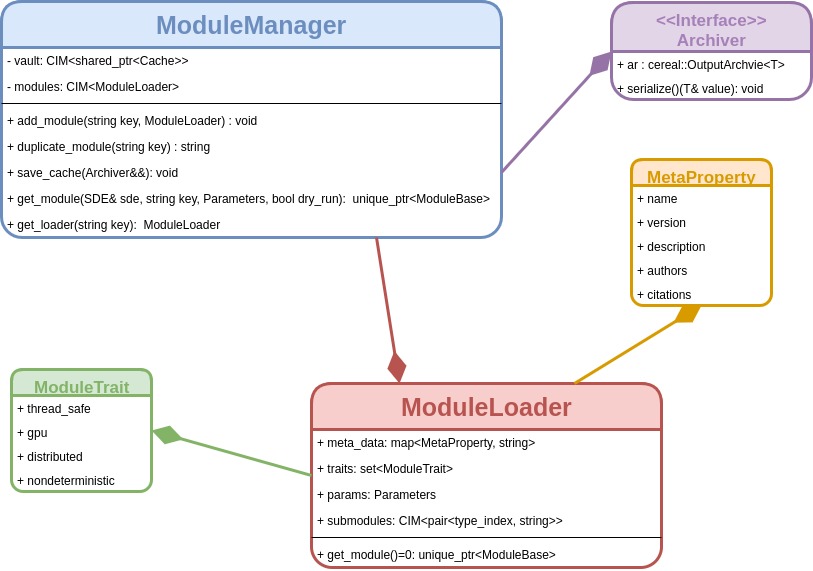 ModuleManager
- vault: CIM<shared_ptr<Cache>>
- modules: CIM<ModuleLoader>
+ add_module(string key, ModuleLoader) : void
+ duplicate_module(string key) : string
+ save_cache(Archiver&&): void
+ get_module(SDE& sde, string key, Parameters, bool dry_run): unique_ptr<ModuleBase>
+ get_loader(string key): ModuleLoader
<<Interface>>
Archiver
+ ar : cereal::OutputArchvie<T>
+ serialize()(T& value): void
MetaProperty
+ name
+ version
+ description
+ authors
+ citations
ModuleTrait
+ thread_safe
+ gpu
+ distributed
+ nondeterministic
ModuleLoader
+ meta_data: map<MetaProperty, string>
+ traits: set<ModuleTrait>
+ params: Parameters
+ submodules: CIM<pair<type_index, string>>
+ get_module()=0: unique_ptr<ModuleBase>